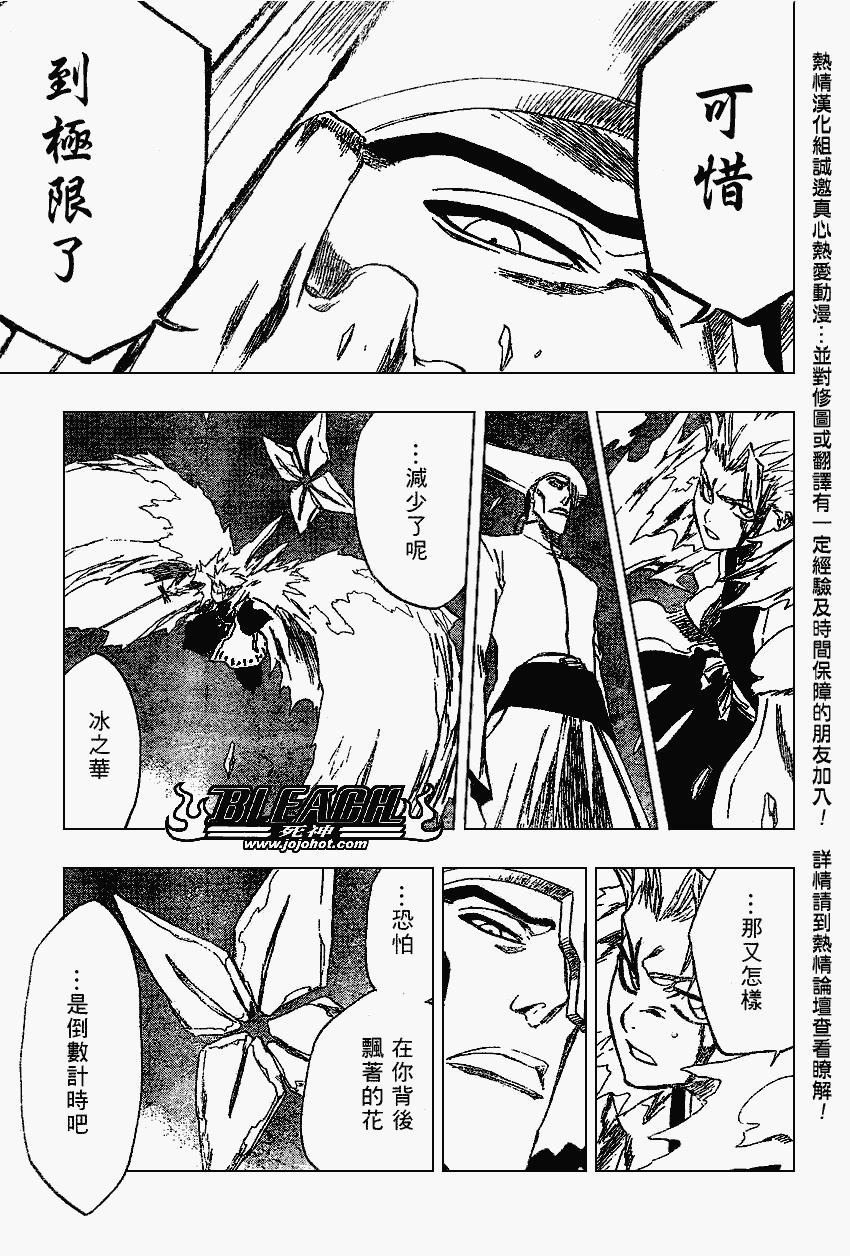 可惜
到極限了
…減少了呢
冰之華
…那又怎樣
…恐怕
在你背後
飄著的花
…是倒數計時吧
BLEACH
死神
www.jojohot.com
熱情漢化組誠邀真心熱愛動漫…並對修圖或翻譯有一定經驗及時間保障的朋友加入！ 詳情請到熱情論壇查看瞭解！